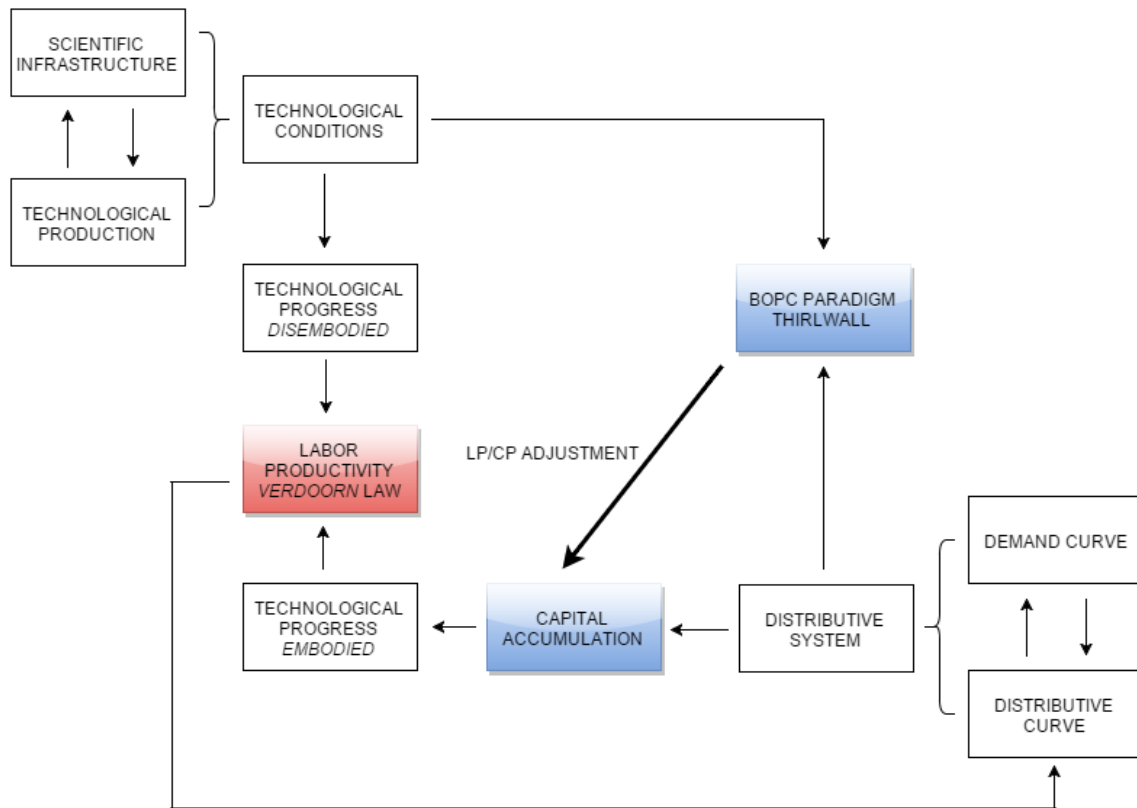 SCIENTIFIC
INFRASTRUCTURE
TECHNOLOGICAL
CONDITIONS
TECHNOLOGICAL
PRODUCTION
TECHNOLOGICAL
PROGRESS
DISEMBODIED
BOPC PARADIGM
THIRLWALL
LABOR
PRODUCTIVITY
VERDOORN LAW
LP/CP ADJUSTMENT
DEMAND CURVE
TECHNOLOGICAL
PROGRESS
EMBODIED
CAPITAL
ACCUMULATION
DISTRIBUTIVE
SYSTEM
DISTRIBUTIVE
CURVE